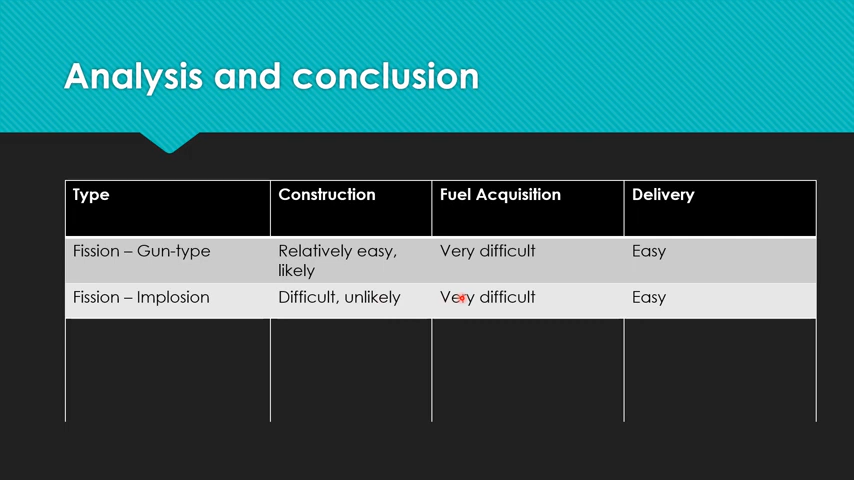 Analysis and conclusion
Type Construction Fuel Acquisition Delivery
Fission – Gun-type Relatively easy, likely Very difficult Easy
Fission – Implosion Difficult, unlikely Very difficult Easy